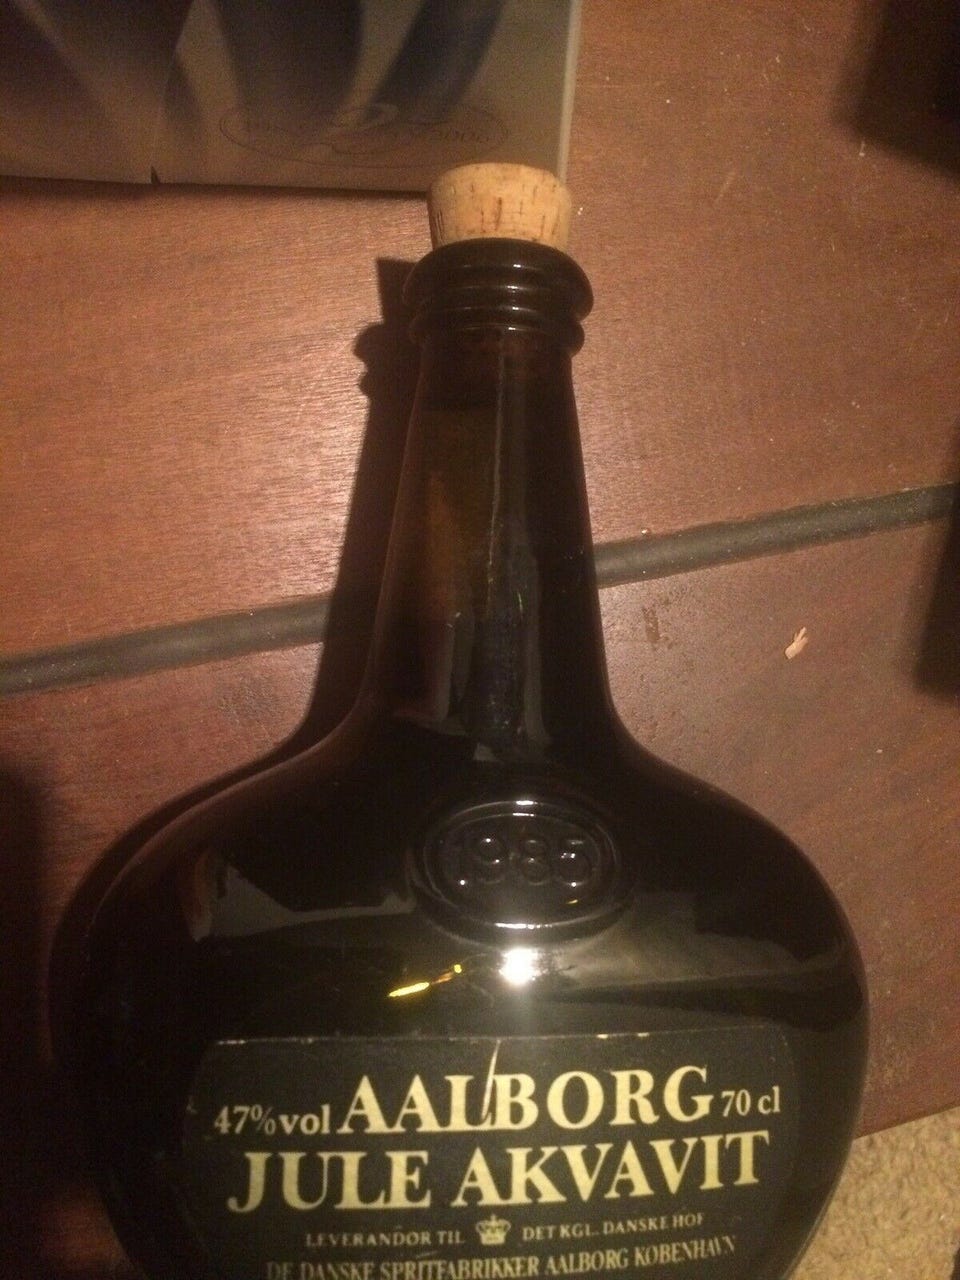 1985
47% vol AALBORG 70 cl
JULE AKVAVIT
LEVERANDØR TIL DET KGL. DANSKE HOF
DE DANSKE SPRITFABRIKKER AALBORG KØBENHAVN